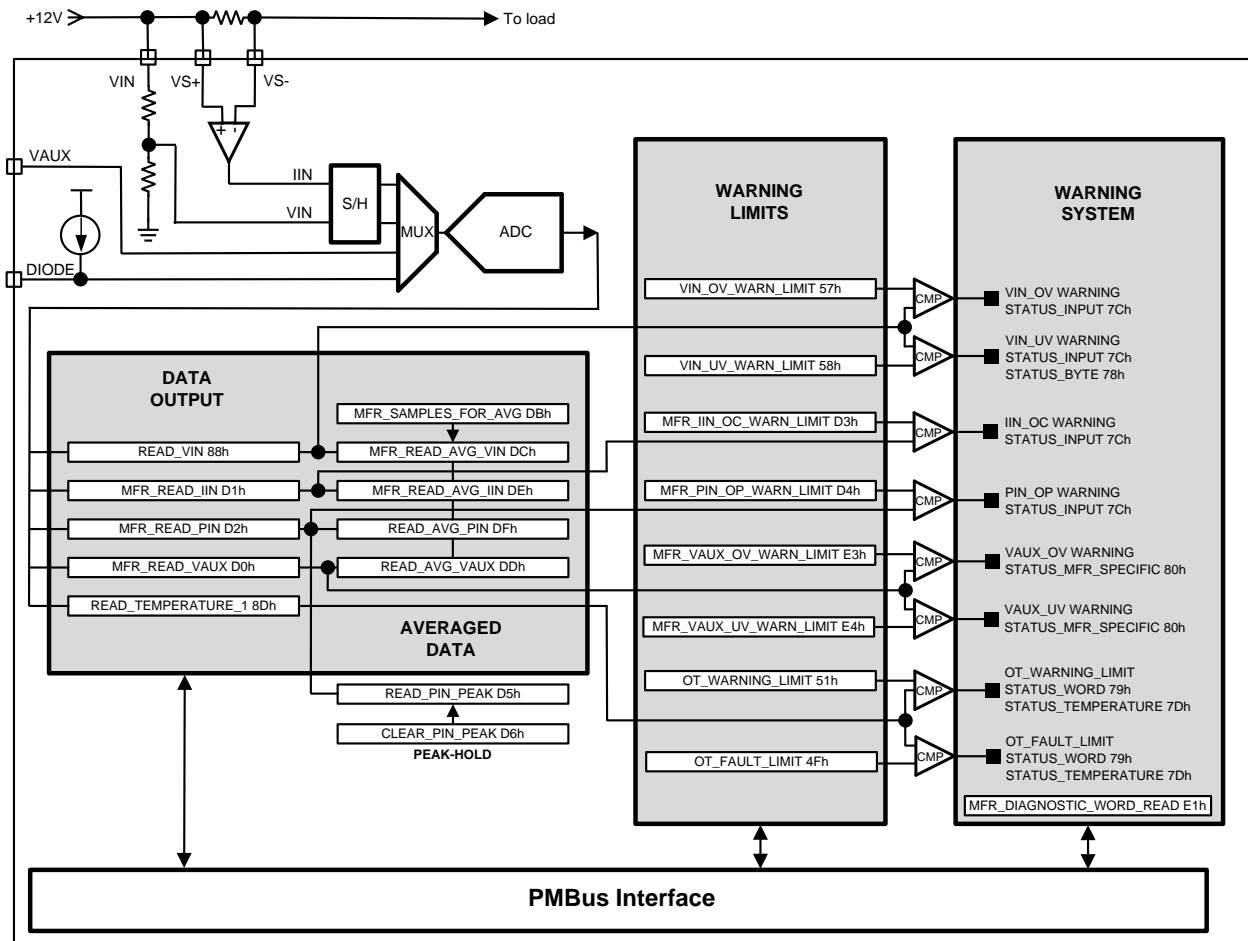 +12V
To load
VIN
VS+
VS-
+
-
VAUX
IIN
VIN
S/H
MUX
ADC
DIODE
DATA
OUTPUT
MFR_SAMPLES_FOR_AVG DBh
READ_VIN 88h
MFR_READ_AVG_VIN DCh
MFR_READ_IIN D1h
MFR_READ_AVG_IIN DEh
MFR_READ_PIN D2h
READ_AVG_PIN DFh
MFR_READ_VAUX D0h
READ_AVG_VAUX DDh
READ_TEMPERATURE_1 8Dh
AVERAGED
DATA
READ_PIN_PEAK D5h
CLEAR_PIN_PEAK D6h
PEAK-HOLD
WARNING
LIMITS
VIN_OV_WARN_LIMIT 57h
VIN_UV_WARN_LIMIT 58h
MFR_IIN_OC_WARN_LIMIT D3h
MFR_PIN_OP_WARN_LIMIT D4h
MFR_VAUX_OV_WARN_LIMIT E3h
MFR_VAUX_UV_WARN_LIMIT E4h
OT_WARNING_LIMIT 51h
OT_FAULT_LIMIT 4Fh
CMP
CMP
CMP
CMP
CMP
CMP
CMP
CMP
WARNING
SYSTEM
VIN_OV WARNING
STATUS_INPUT 7Ch
VIN_UV WARNING
STATUS_INPUT 7Ch
STATUS_BYTE 78h
IIN_OC WARNING
STATUS_INPUT 7Ch
PIN_OP WARNING
STATUS_INPUT 7Ch
VAUX_OV WARNING
STATUS_MFR_SPECIFIC 80h
VAUX_UV WARNING
STATUS_MFR_SPECIFIC 80h
OT_WARNING_LIMIT
STATUS_WORD 79h
STATUS_TEMPERATURE 7Dh
OT_FAULT_LIMIT
STATUS_WORD 79h
STATUS_TEMPERATURE 7Dh
MFR_DIAGNOSTIC_WORD_READ E1h
PMBus Interface